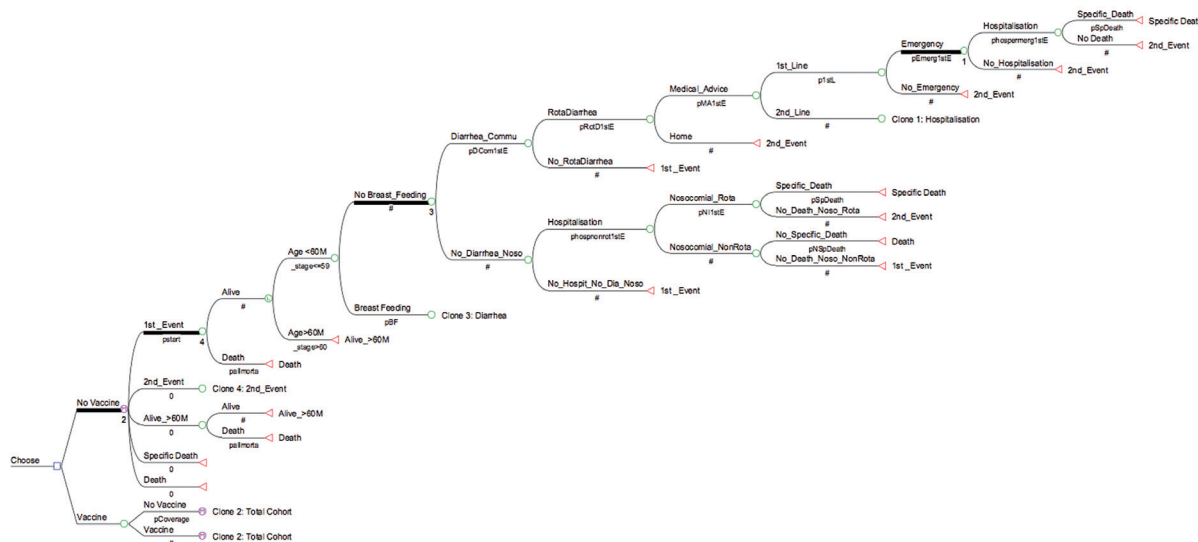 Specific_Death
pSpDeath
Specific Deat
Hospitalisation
phospermerg1stE
No Death
#
2nd_Event
Emergency
pEmerg1stE
1
No_Hospitalisation
#
2nd_Event
1st_Line
p1stL
No_Emergency
#
2nd_Event
Medical_Advice
pMA1stE
2nd_Line
#
Clone 1: Hospitalisation
RotaDiarrhea
pRotD1stE
Home
#
2nd_Event
Diarrhea_Commu
pDCom1stE
No_RotaDiarrhea
#
1st _Event
No Breast_Feeding
#
3
Specific_Death
pSpDeath
Specific Death
Nosocomial_Rota
pNI1stE
No_Death_Noso_Rota
#
2nd_Event
Hospitalisation
phospnonrot1stE
No_Specific_Death
pNSpDeath
Death
Nosocomial_NonRota
#
No_Death_Noso_NonRota
#
1st _Event
No_Diarrhea_Noso
#
No_Hospit_No_Dia_Noso
#
1st _Event
Age <60M
_stage<=59
Breast Feeding
pBF
Clone 3: Diarrhea
Alive
#
Age>60M
_stage>60
Alive_>60M
1st _Event
pstart
4
Death
pallmorta
Death
2nd_Event
0
Clone 4: 2nd_Event
No Vaccine
2
Alive_>60M
0
Alive
#
Alive_>60M
Death
pallmorta
Death
Specific Death
0
Death
0
Choose
No Vaccine
pCoverage
Clone 2: Total Cohort
Vaccine
Vaccine
#
Clone 2: Total Cohort